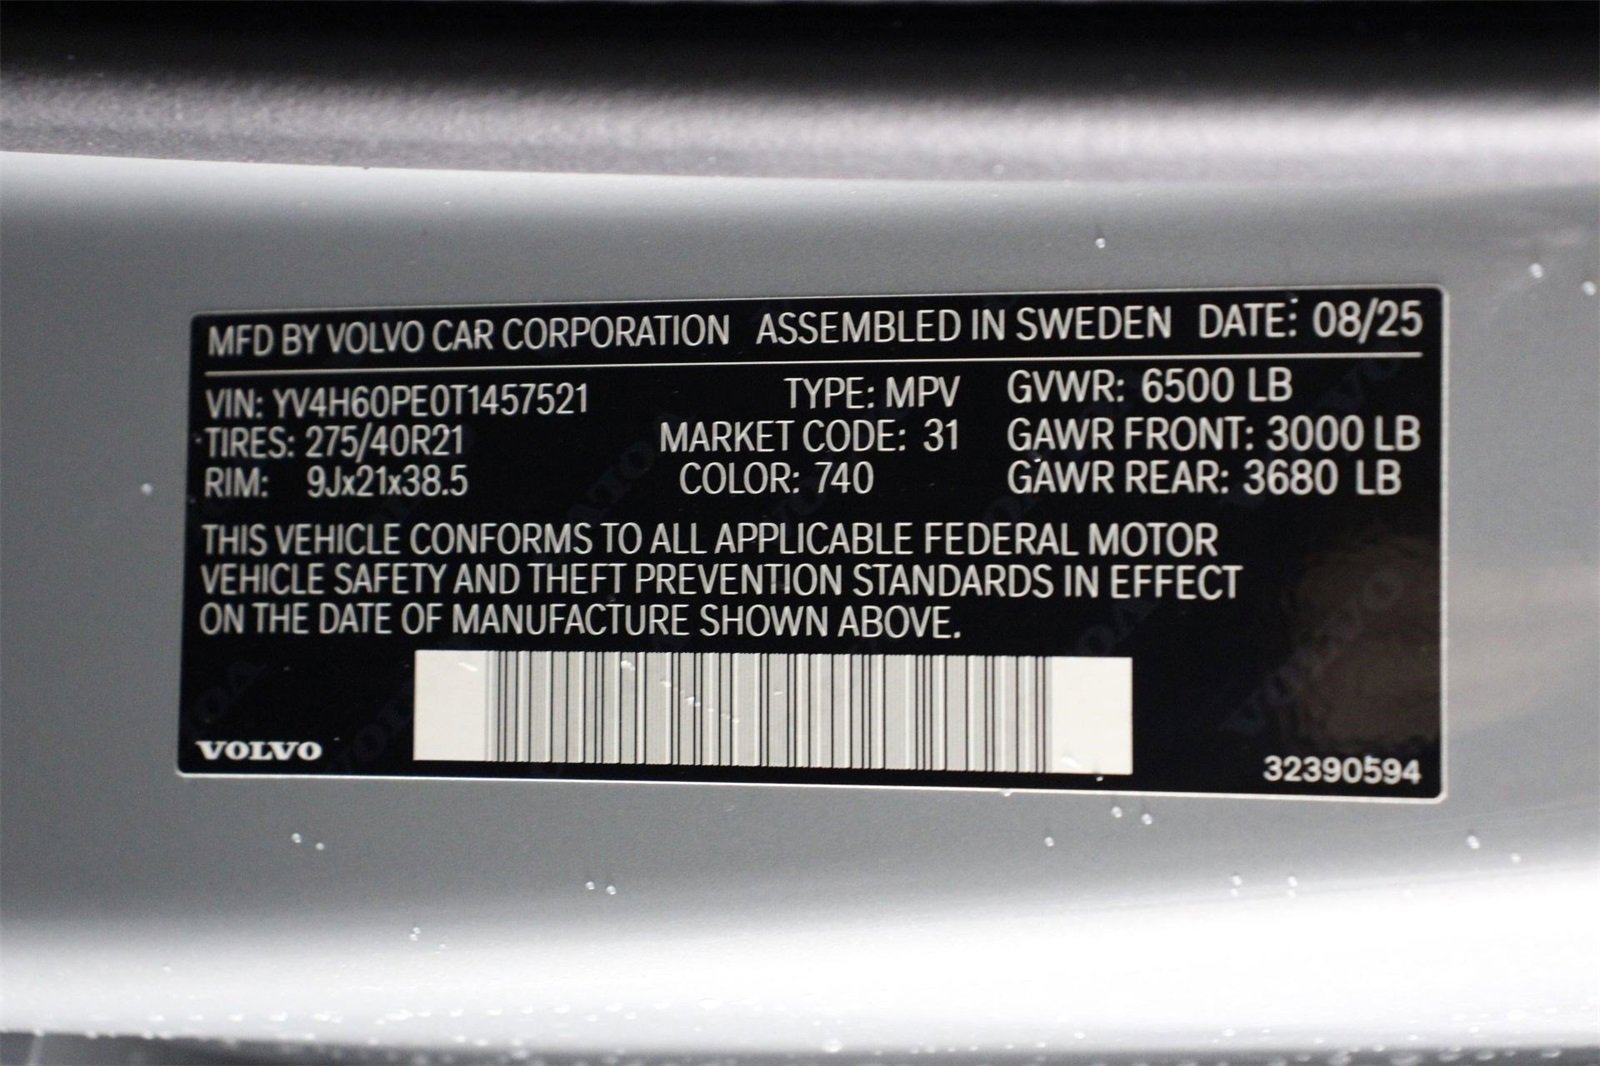 MFD BY VOLVO CAR CORPORATION ASSEMBLED IN SWEDEN DATE: 08/25
VIN: YV4H60PE0T1457521 TYPE: MPV GVWR: 6500 LB
TIRES: 275/40R21 MARKET CODE: 31 GAWR FRONT: 3000 LB
RIM: 9Jx21x38.5 COLOR: 740 GAWR REAR: 3680 LB
THIS VEHICLE CONFORMS TO ALL APPLICABLE FEDERAL MOTOR
VEHICLE SAFETY AND THEFT PREVENTION STANDARDS IN EFFECT
ON THE DATE OF MANUFACTURE SHOWN ABOVE.
VOLVO
VOLVO 32390594